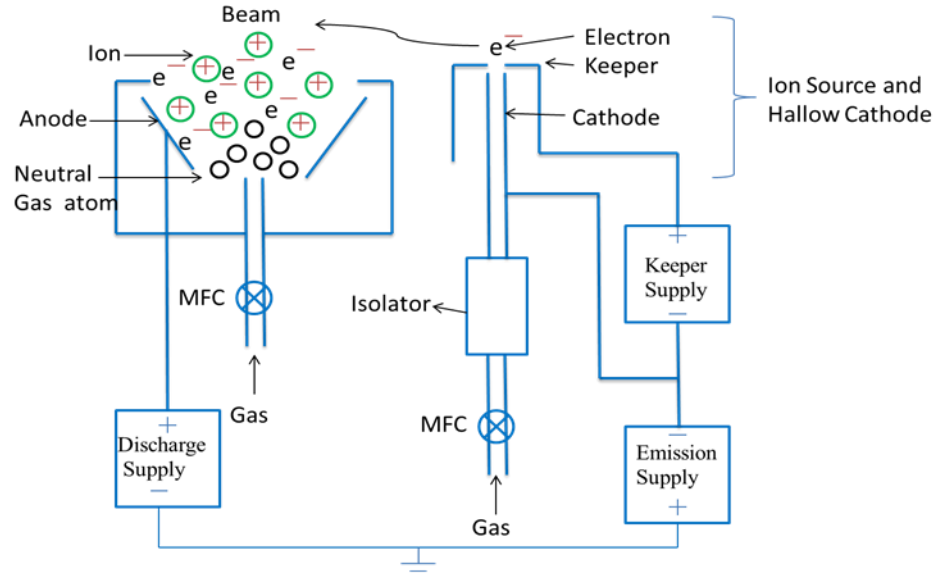 Beam
Ion
e⁻
e⁻
e⁻
e⁻
e⁻
e⁻
+
+
+
+
+
+
+
Anode
Neutral
Gas atom
MFC
Gas
+
Discharge
Supply
−
e⁻
Electron
Keeper
Cathode
Isolator
MFC
Gas
Ion Source and
Hallow Cathode
+
Keeper
Supply
−
−
Emission
Supply
+